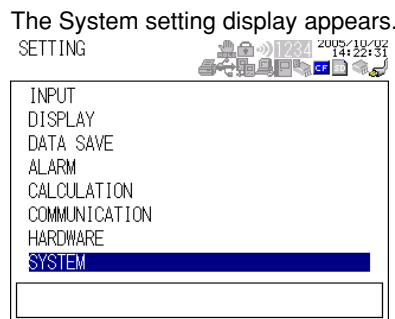 The System setting display appears.
SETTING
1234 2005/10/02
14:22:31
CF SD
INPUT
DISPLAY
DATA SAVE
ALARM
CALCULATION
COMMUNICATION
HARDWARE
SYSTEM